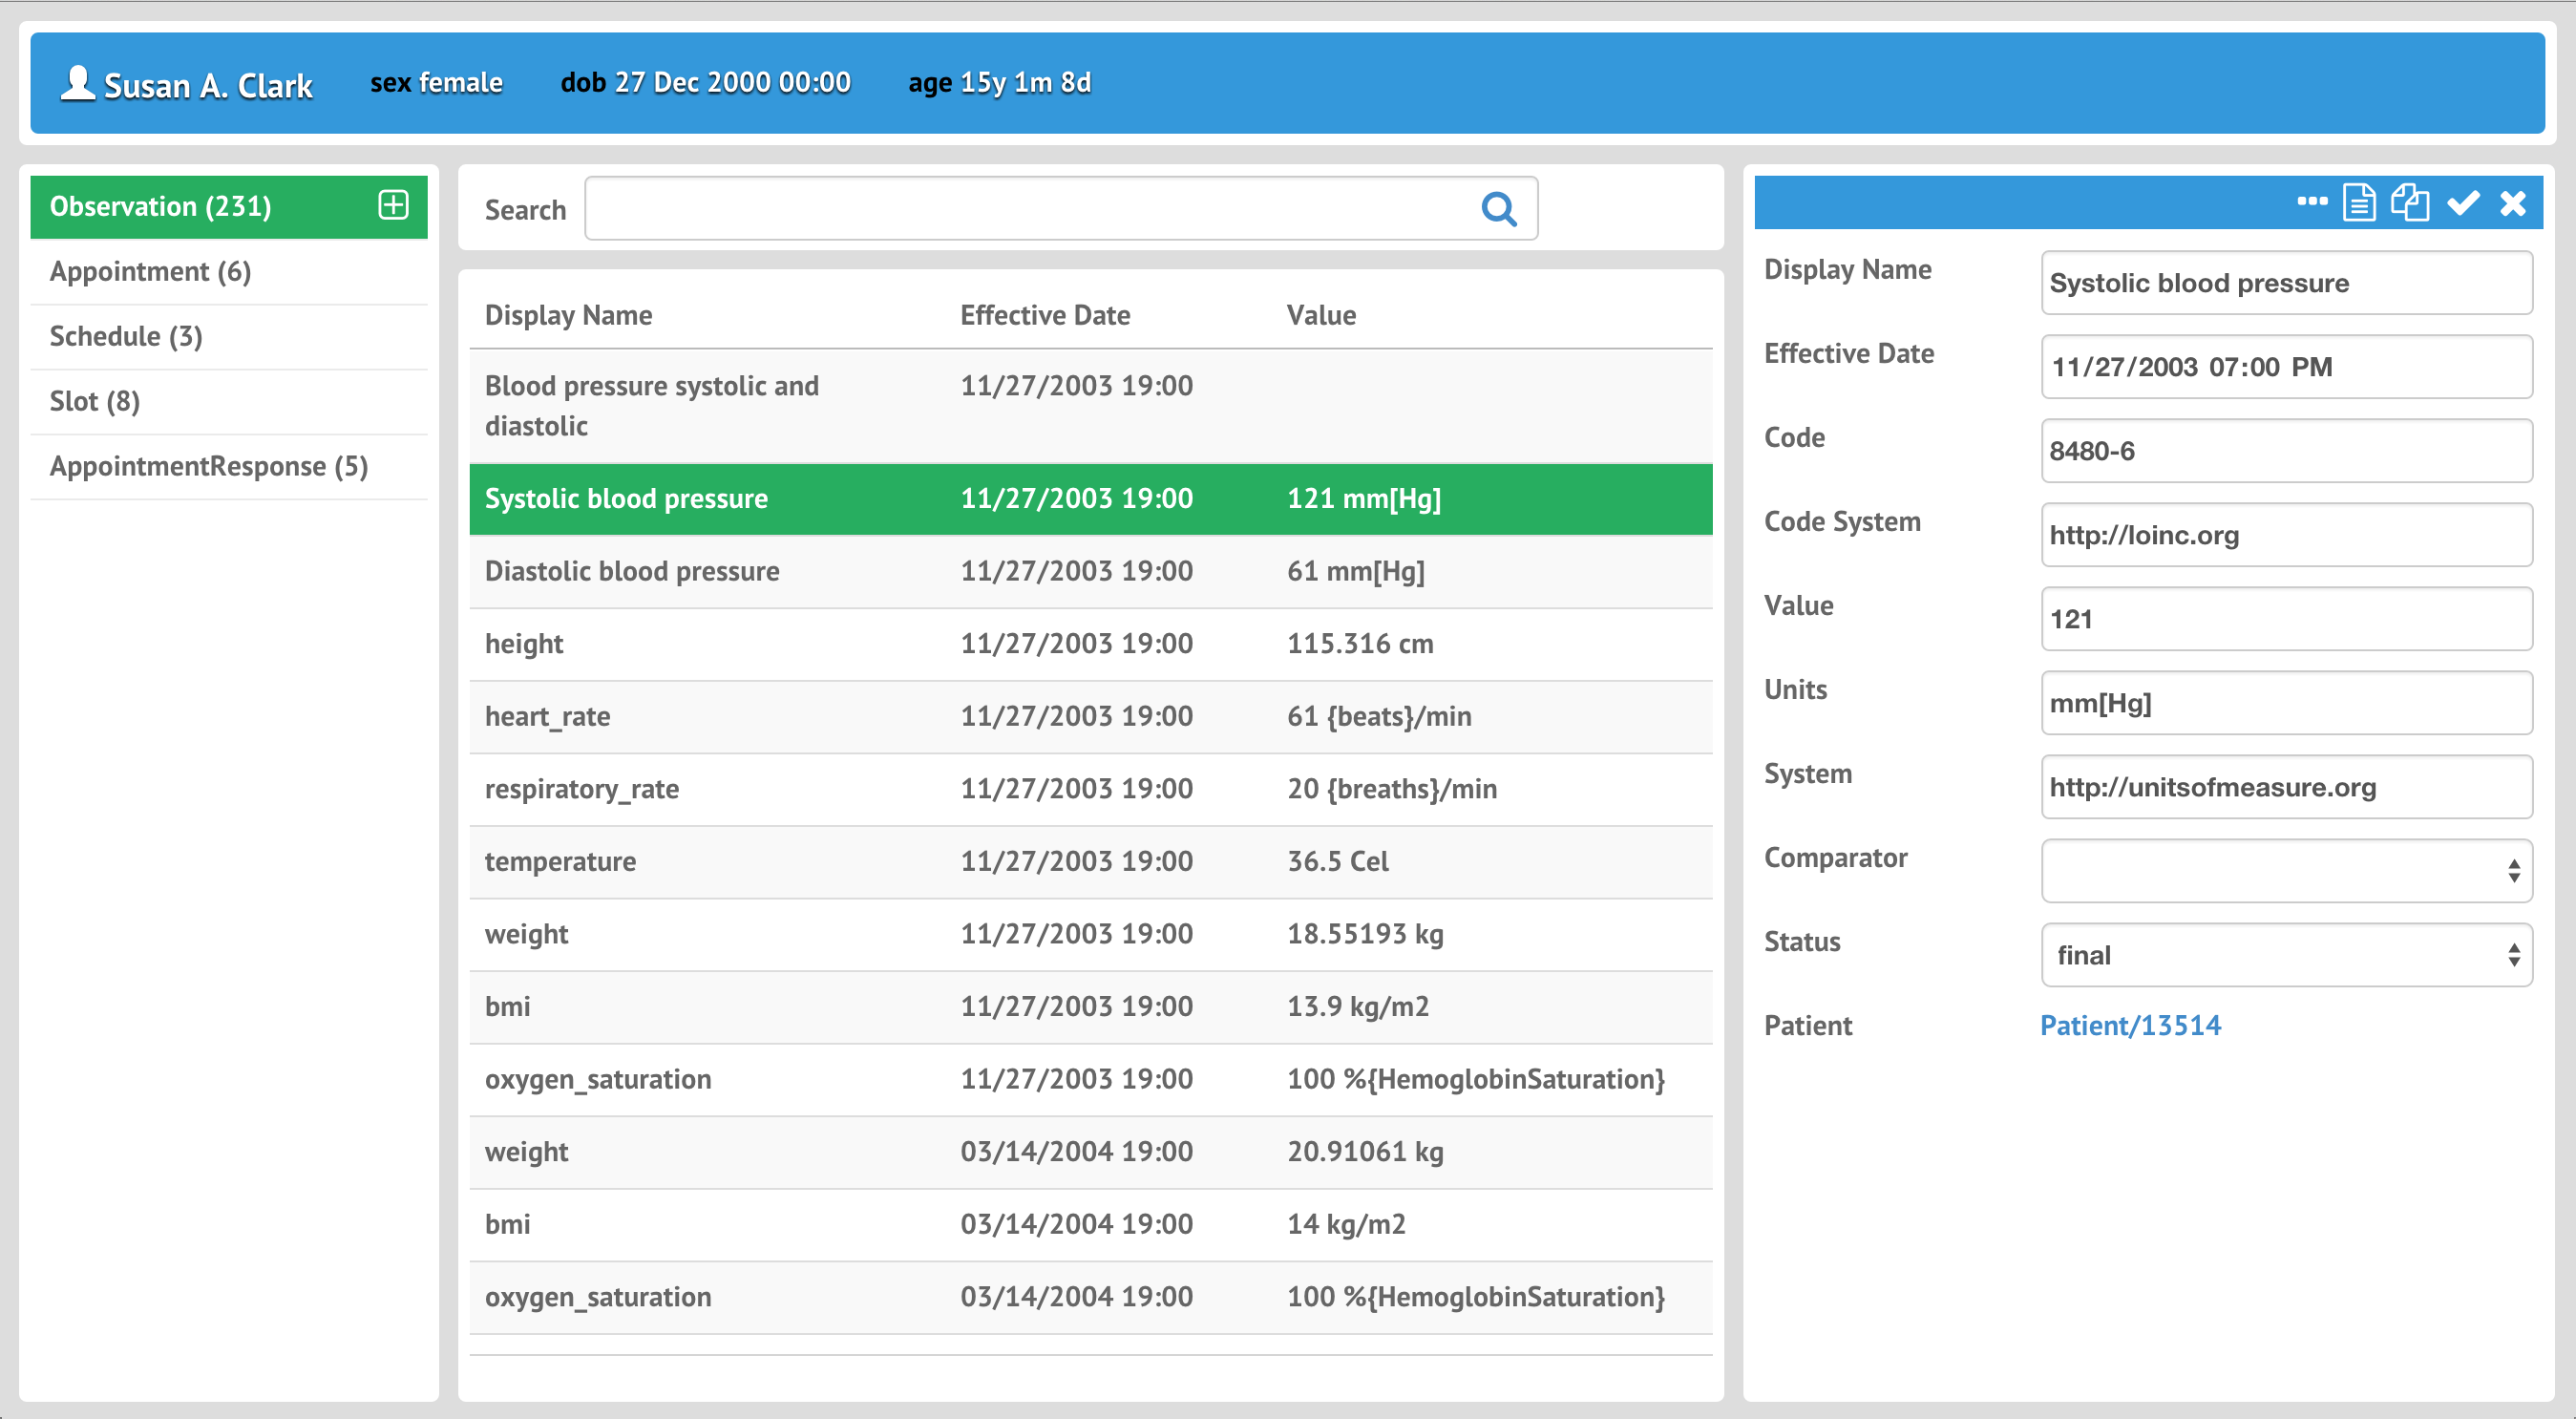 Susan A. Clark sex female dob 27 Dec 2000 00:00 age 15y 1m 8d
Observation (231)
Appointment (6)
Schedule (3)
Slot (8)
AppointmentResponse (5)
Search
Display Name Effective Date Value
Blood pressure systolic and 11/27/2003 19:00
diastolic
Systolic blood pressure 11/27/2003 19:00 121 mm[Hg]
Diastolic blood pressure 11/27/2003 19:00 61 mm[Hg]
height 11/27/2003 19:00 115.316 cm
heart_rate 11/27/2003 19:00 61 {beats}/min
respiratory_rate 11/27/2003 19:00 20 {breaths}/min
temperature 11/27/2003 19:00 36.5 Cel
weight 11/27/2003 19:00 18.55193 kg
bmi 11/27/2003 19:00 13.9 kg/m2
oxygen_saturation 11/27/2003 19:00 100 %{HemoglobinSaturation}
weight 03/14/2004 19:00 20.91061 kg
bmi 03/14/2004 19:00 14 kg/m2
oxygen_saturation 03/14/2004 19:00 100 %{HemoglobinSaturation}
Display Name Systolic blood pressure
Effective Date 11/27/2003 07:00 PM
Code 8480-6
Code System http://loinc.org
Value 121
Units mm[Hg]
System http://unitsofmeasure.org
Comparator
Status final
Patient Patient/13514